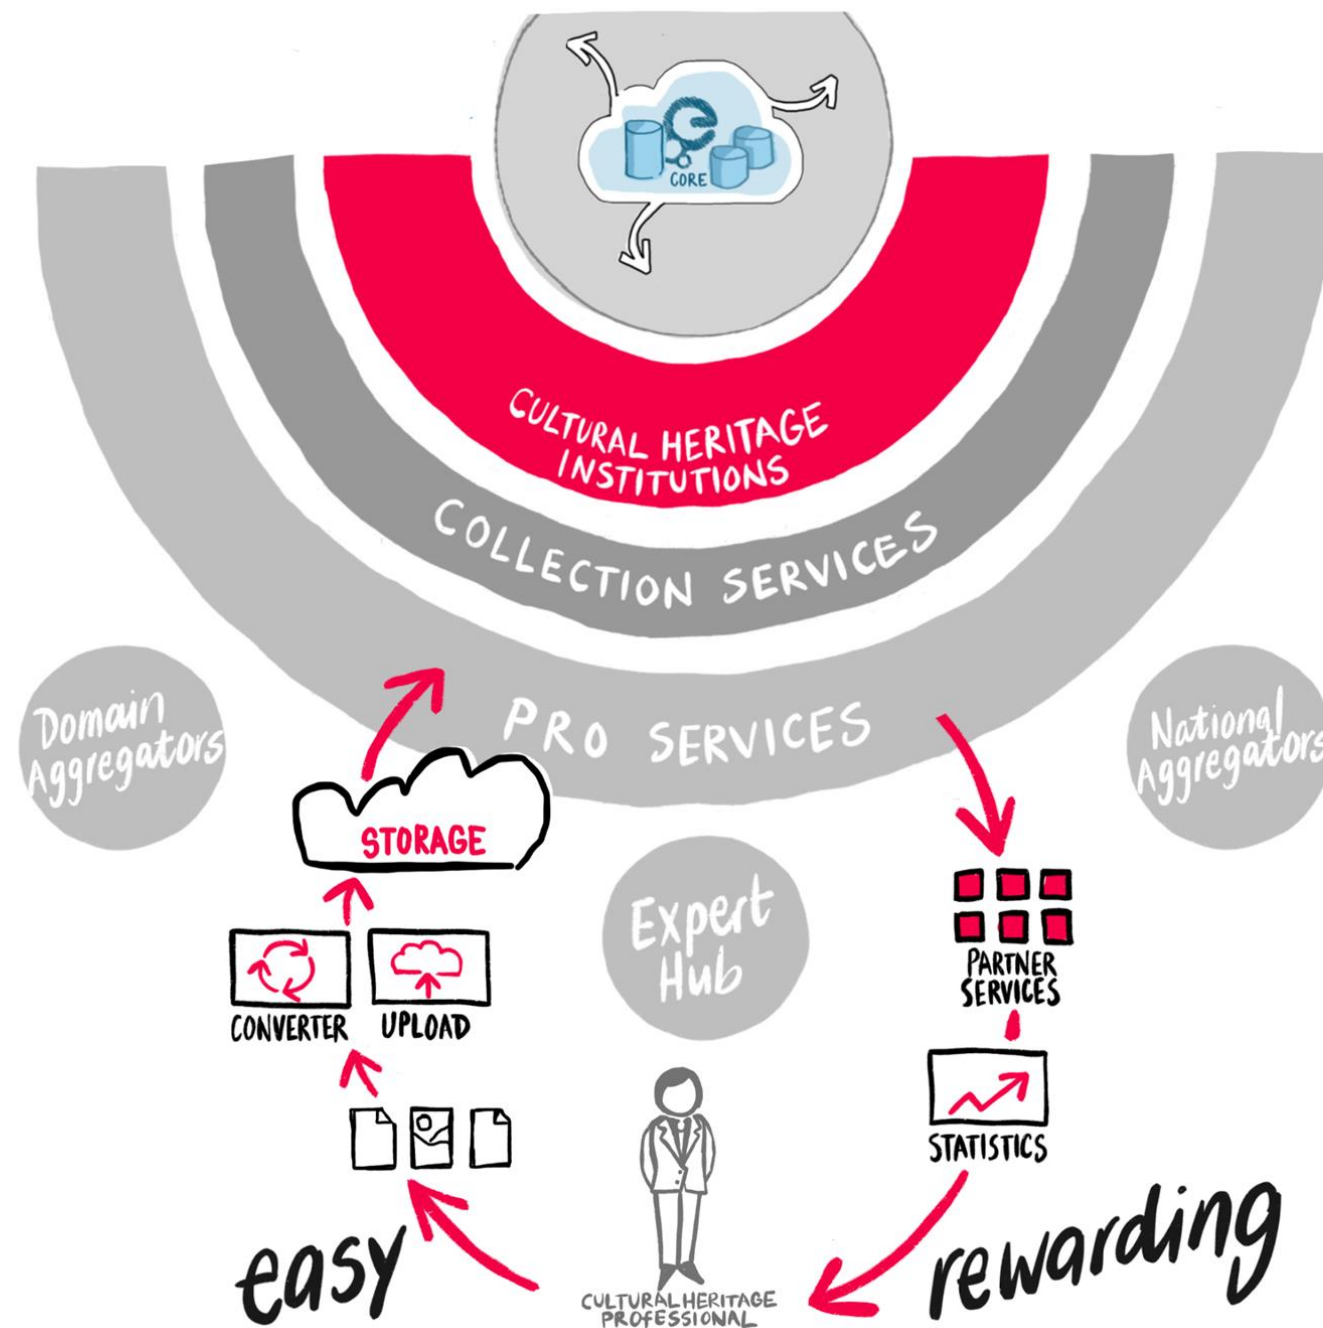 CORE
CULTURAL HERITAGE
INSTITUTIONS
COLLECTION SERVICES
PRO SERVICES
Domain
Aggregators
National
Aggregators
STORAGE
Expert
Hub
CONVERTER
UPLOAD
PARTNER
SERVICES
STATISTICS
easy
rewarding
CULTURAL HERITAGE
PROFESSIONAL